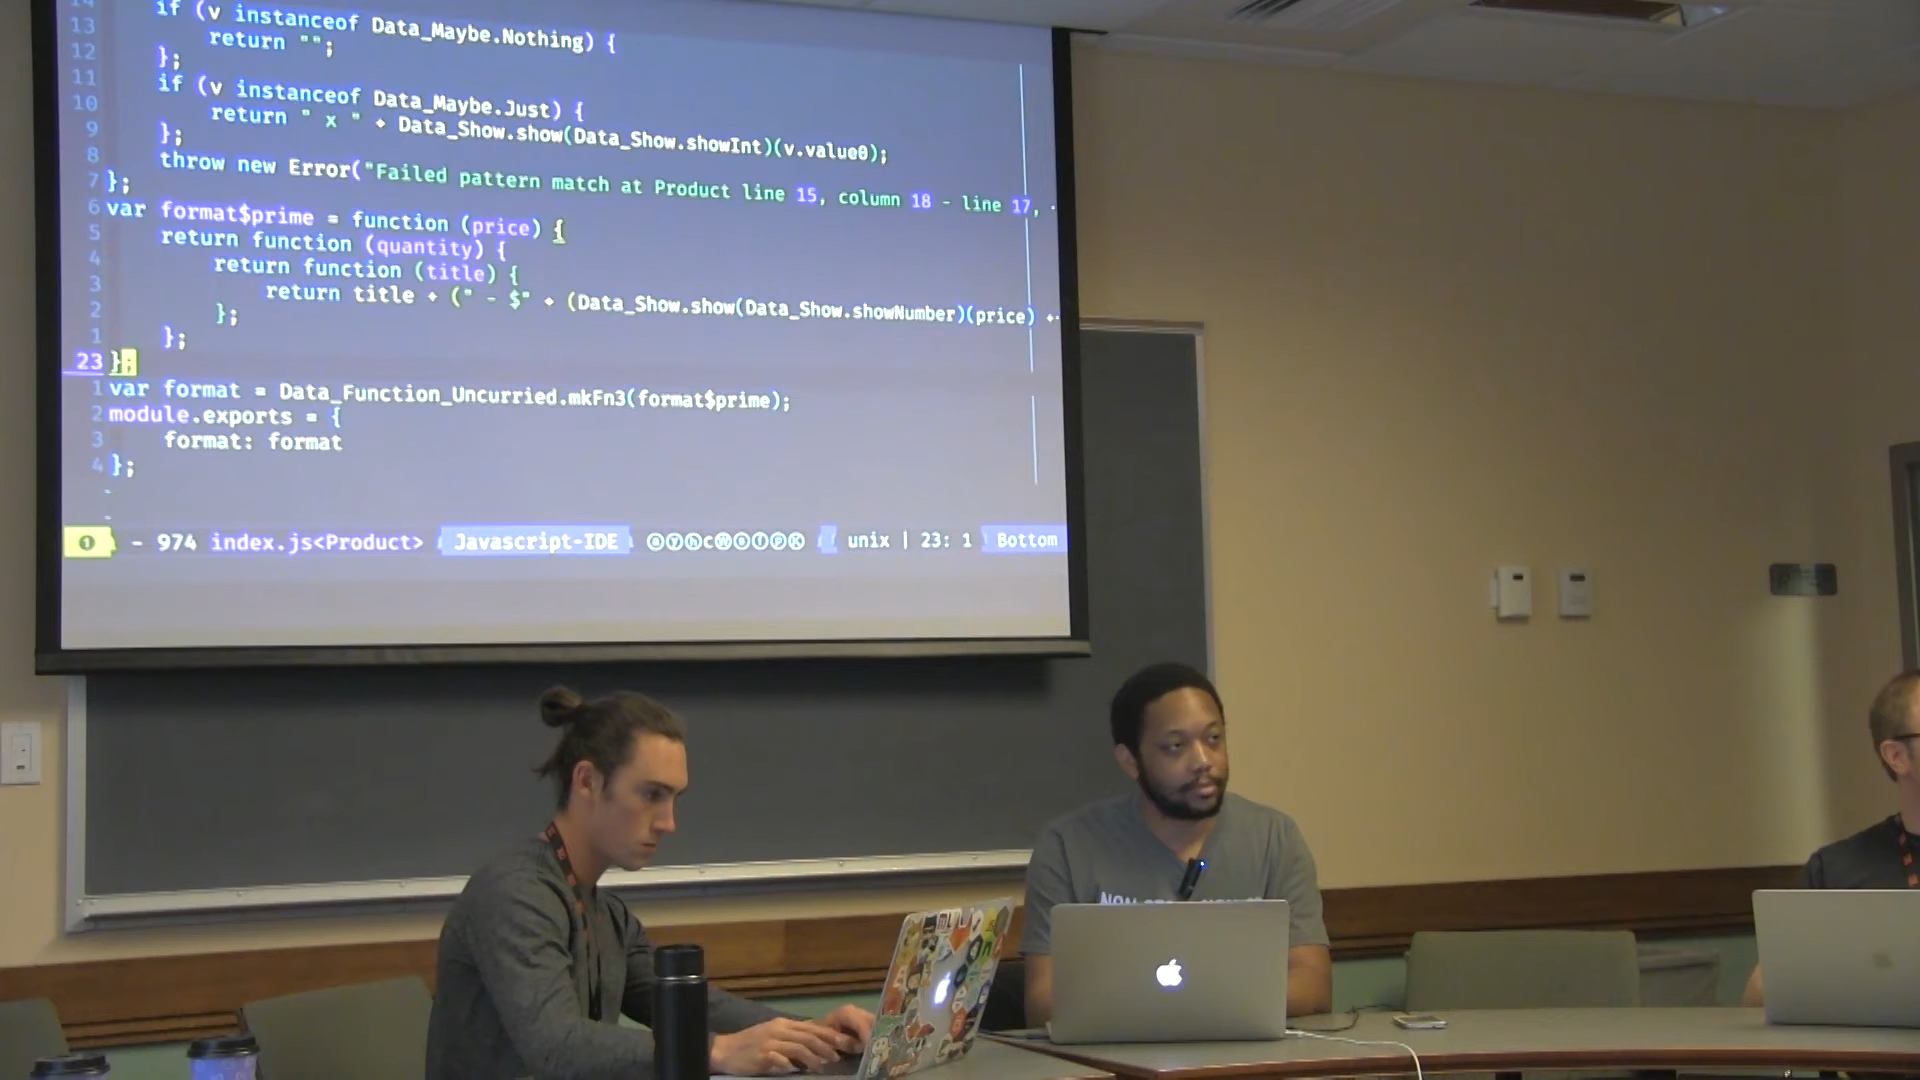 14
13 if (v instanceof Data_Maybe.Nothing) {
12 return "";
11 };
10 if (v instanceof Data_Maybe.Just) {
9 return " x " + Data_Show.show(Data_Show.showInt)(v.value0);
8 };
7 throw new Error("Failed pattern match at Product line 15, column 18 - line 17,
};
6 var format$prime = function (price) {
5 return function (quantity) {
4 return function (title) {
3 return title + (" - $" + (Data_Show.show(Data_Show.showNumber)(price) +
2 };
1 };
23 };
1 var format = Data_Function_Uncurried.mkFn3(format$prime);
2 module.exports = {
3 format: format
4 };
- 974 index.js<Product> Javascript-IDE unix | 23: 1 Bottom